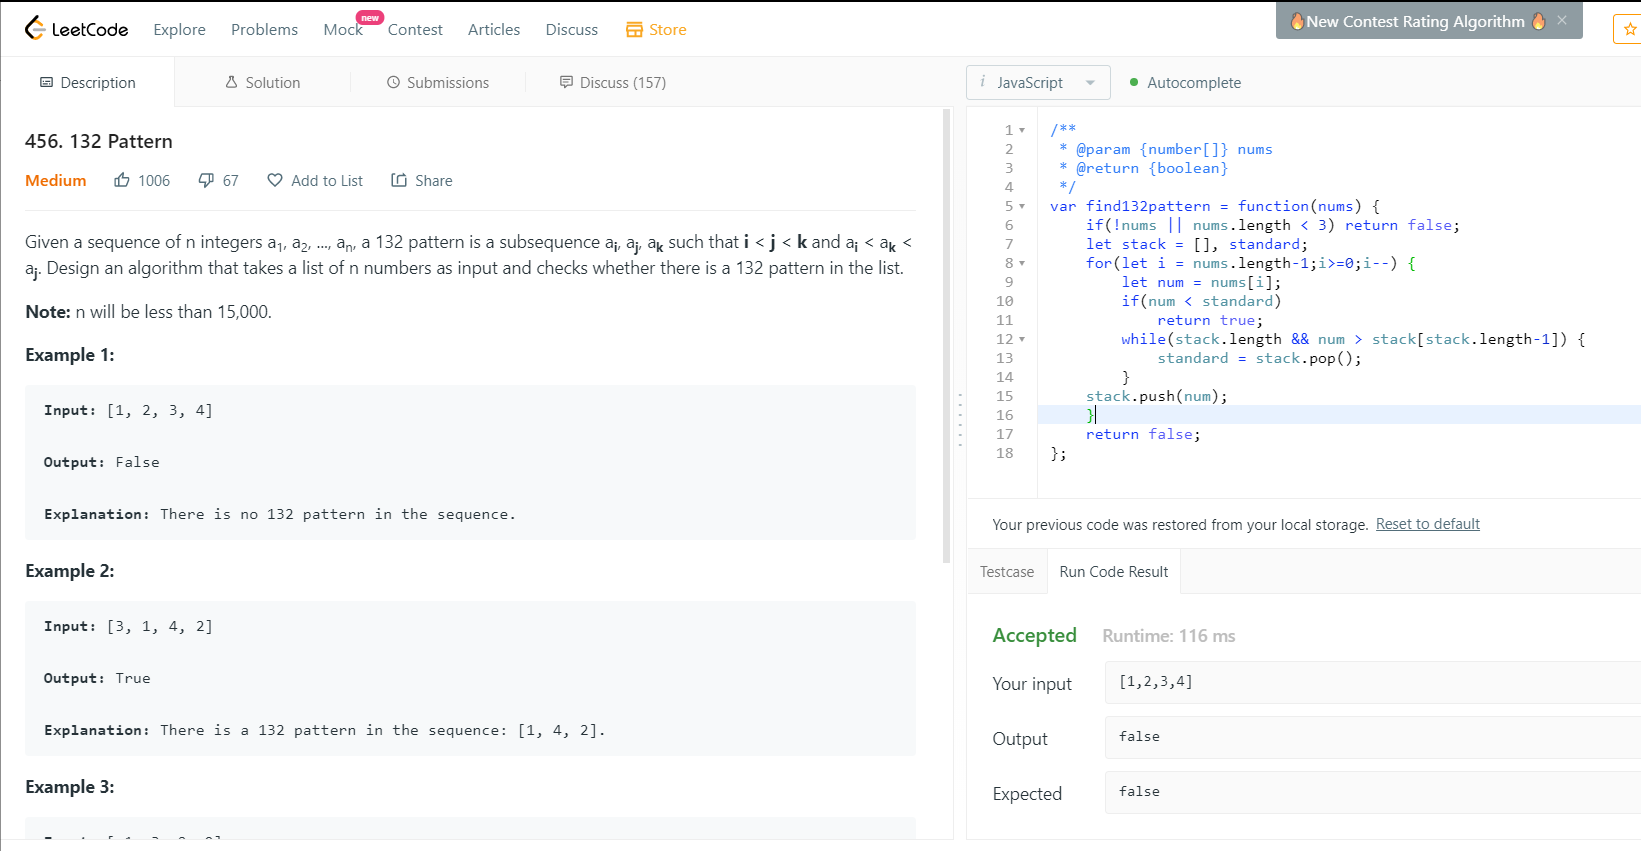 LeetCode Explore Problems Mock new Contest Articles Discuss Store
🔥New Contest Rating Algorithm 🔥 ×
Description Solution Submissions Discuss (157)
i JavaScript Autocomplete
456. 132 Pattern
Medium 1006 67 Add to List Share
Given a sequence of n integers a1, a2, ..., an, a 132 pattern is a subsequence ai, aj, ak such that i < j < k and ai < ak <
aj. Design an algorithm that takes a list of n numbers as input and checks whether there is a 132 pattern in the list.
Note: n will be less than 15,000.
Example 1:
Input: [1, 2, 3, 4]
Output: False
Explanation: There is no 132 pattern in the sequence.
Example 2:
Input: [3, 1, 4, 2]
Output: True
Explanation: There is a 132 pattern in the sequence: [1, 4, 2].
Example 3:
1 /**
2 * @param {number[]} nums
3 * @return {boolean}
4 */
5 var find132pattern = function(nums) {
6 if(!nums || nums.length < 3) return false;
7 let stack = [], standard;
8 for(let i = nums.length-1;i>=0;i--) {
9 let num = nums[i];
10 if(num < standard)
11 return true;
12 while(stack.length && num > stack[stack.length-1]) {
13 standard = stack.pop();
14 }
15 stack.push(num);
16 }
17 return false;
18 };
Your previous code was restored from your local storage. Reset to default
Testcase Run Code Result
Accepted Runtime: 116 ms
Your input [1,2,3,4]
Output false
Expected false